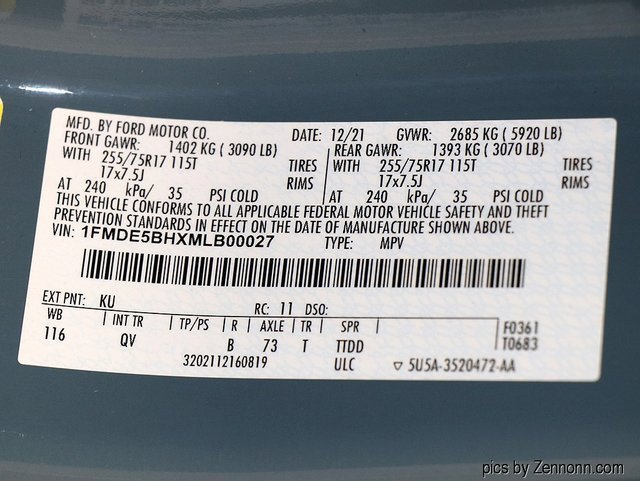 MFD. BY FORD MOTOR CO. DATE: 12/21 GVWR: 2685 KG ( 5920 LB)
FRONT GAWR: 1402 KG ( 3090 LB) REAR GAWR: 1393 KG ( 3070 LB)
WITH 255/75R17 115T TIRES WITH 255/75R17 115T TIRES
17x7.5J RIMS 17x7.5J RIMS
AT 240 kPa/ 35 PSI COLD AT 240 kPa/ 35 PSI COLD
THIS VEHICLE CONFORMS TO ALL APPLICABLE FEDERAL MOTOR VEHICLE SAFETY AND THEFT
PREVENTION STANDARDS IN EFFECT ON THE DATE OF MANUFACTURE SHOWN ABOVE.
VIN: 1FMDE5BHXMLB00027 TYPE: MPV
EXT PNT: KU RC: 11 DSO:
WB | INT TR | TP/PS | R | AXLE | TR | SPR | F0361
116 QV B 73 T TTDD T0683
3202112160819 ULC ▽ 5U5A-3520472-AA
pics by Zennonn.com